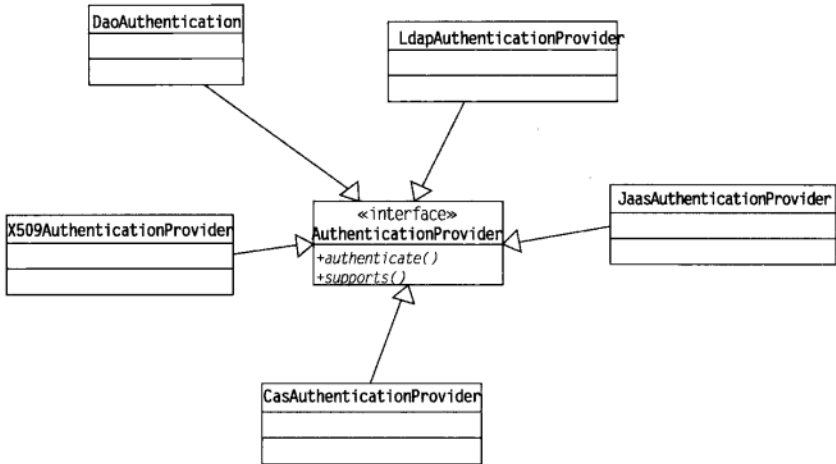 DaoAuthentication
LdapAuthenticationProvider
JaasAuthenticationProvider
«interface»
AuthenticationProvider
+authenticate()
+supports()
X509AuthenticationProvider
CasAuthenticationProvider